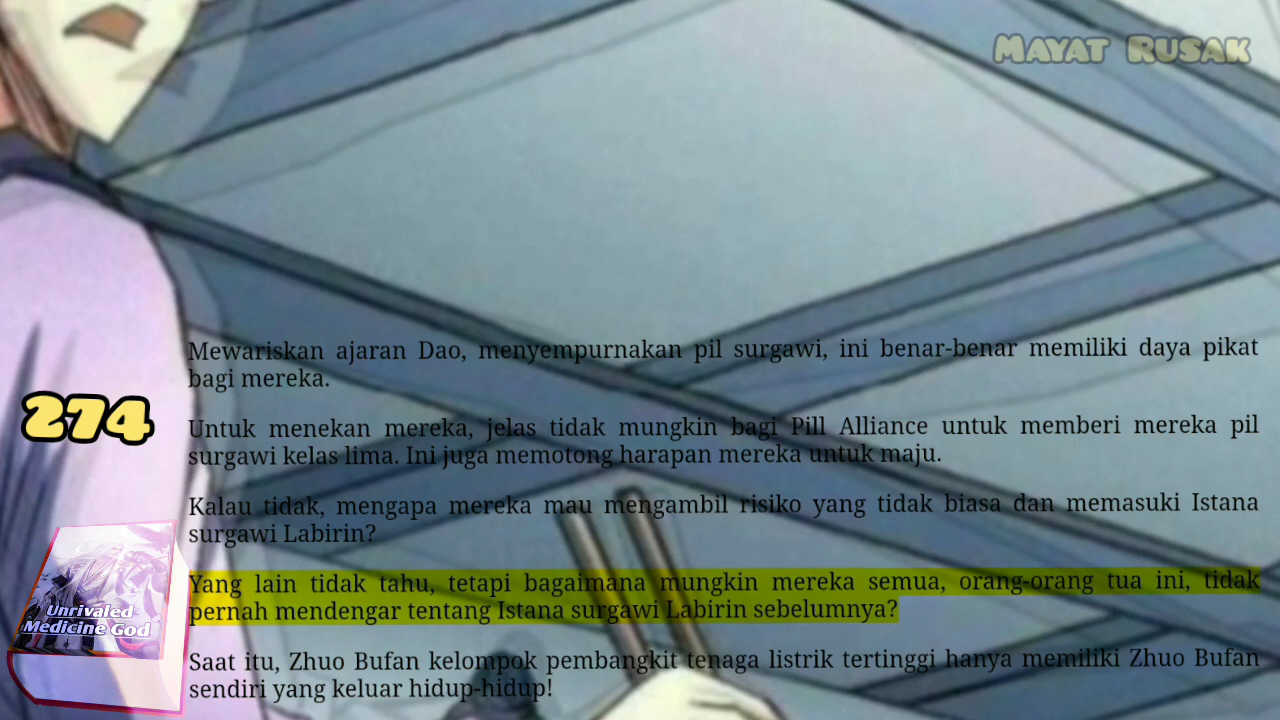 Mayat Rusak
Mewariskan ajaran Dao, menyempurnakan pil surgawi, ini benar-benar memiliki daya pikat
bagi mereka.
274
Untuk menekan mereka, jelas tidak mungkin bagi Pill Alliance untuk memberi mereka pil
surgawi kelas lima. Ini juga memotong harapan mereka untuk maju.
Kalau tidak, mengapa mereka mau mengambil risiko yang tidak biasa dan memasuki Istana
surgawi Labirin?
Yang lain tidak tahu, tetapi bagaimana mungkin mereka semua, orang-orang tua ini, tidak
pernah mendengar tentang Istana surgawi Labirin sebelumnya?
Unrivaled
Medicine God
Saat itu, Zhuo Bufan kelompok pembangkit tenaga listrik tertinggi hanya memiliki Zhuo Bufan
sendiri yang keluar hidup-hidup!